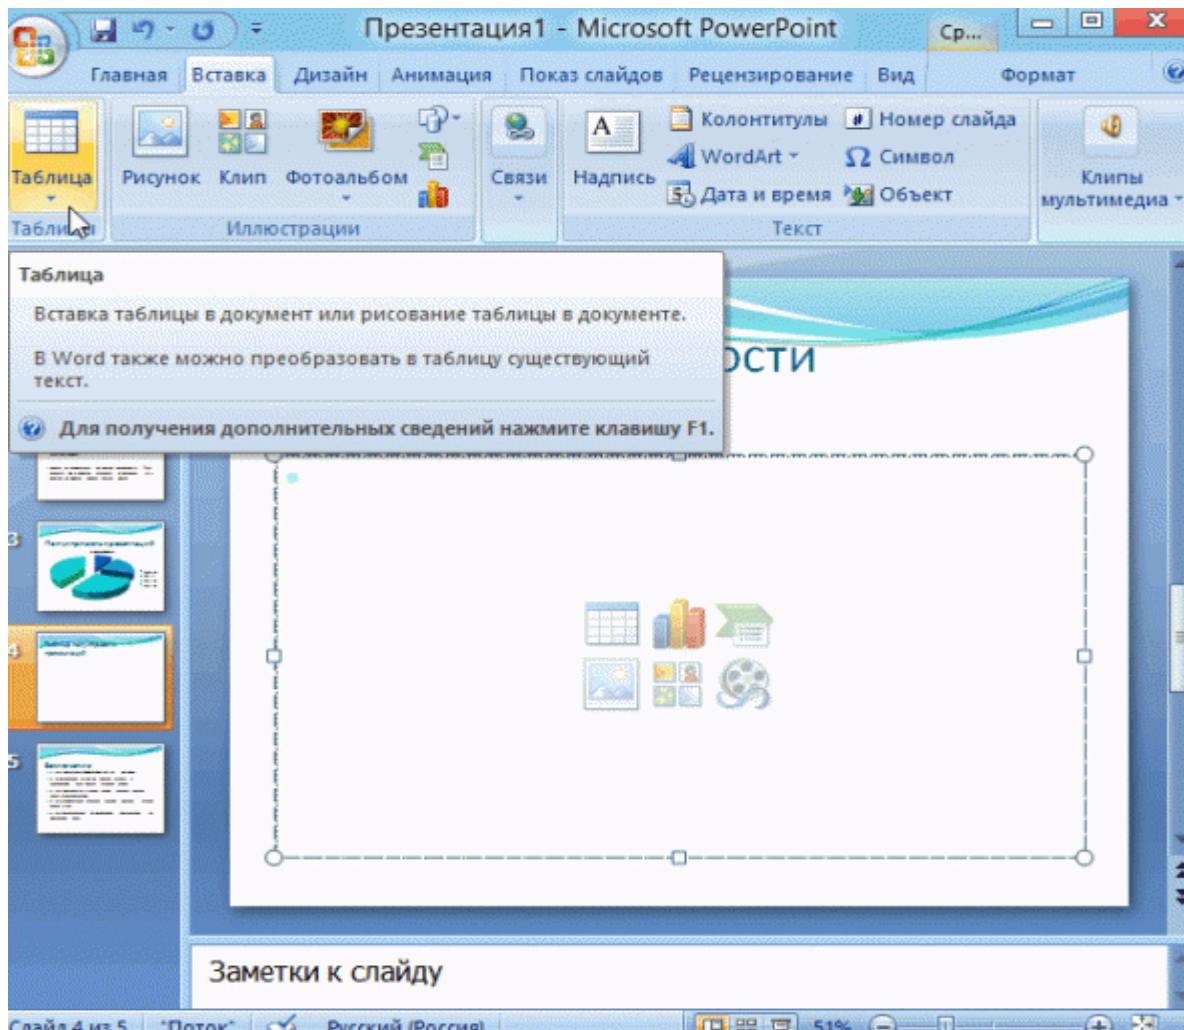 Презентация1 - Microsoft PowerPoint
Ср...
Главная Вставка Дизайн Анимация Показ слайдов Рецензирование Вид Формат
Таблица Рисунок Клип Фотоальбом Связи Надпись Колонтитулы Номер слайда
WordArt Символ
Дата и время Объект
Клипы
мультимедиа
Иллюстрации Текст
Таблица
Вставка таблицы в документ или рисование таблицы в документе.
В Word также можно преобразовать в таблицу существующий
текст.
Для получения дополнительных сведений нажмите клавишу F1.
ости
3
4
5
Заметки к слайду
Слайд 4 из 5 "Поток" Русский (Россия) 51%